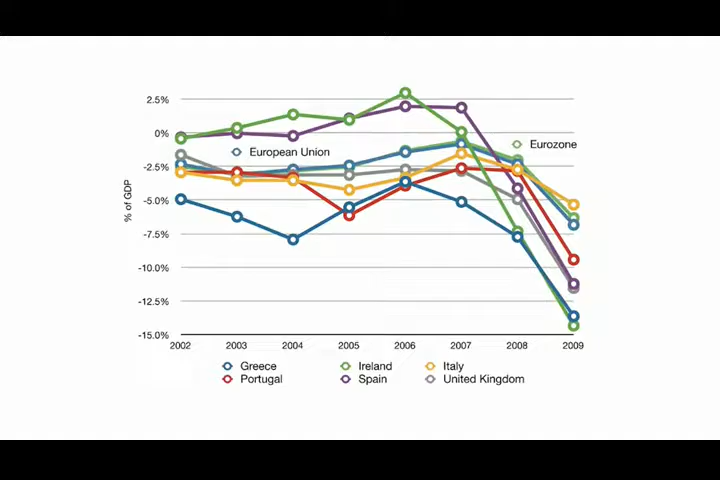 2.5%
0%
European Union
Eurozone
-2.5%
% of GDP
-5.0%
-7.5%
-10.0%
-12.5%
-15.0%
2002 2003 2004 2005 2006 2007 2008 2009
Greece Ireland Italy
Portugal Spain United Kingdom